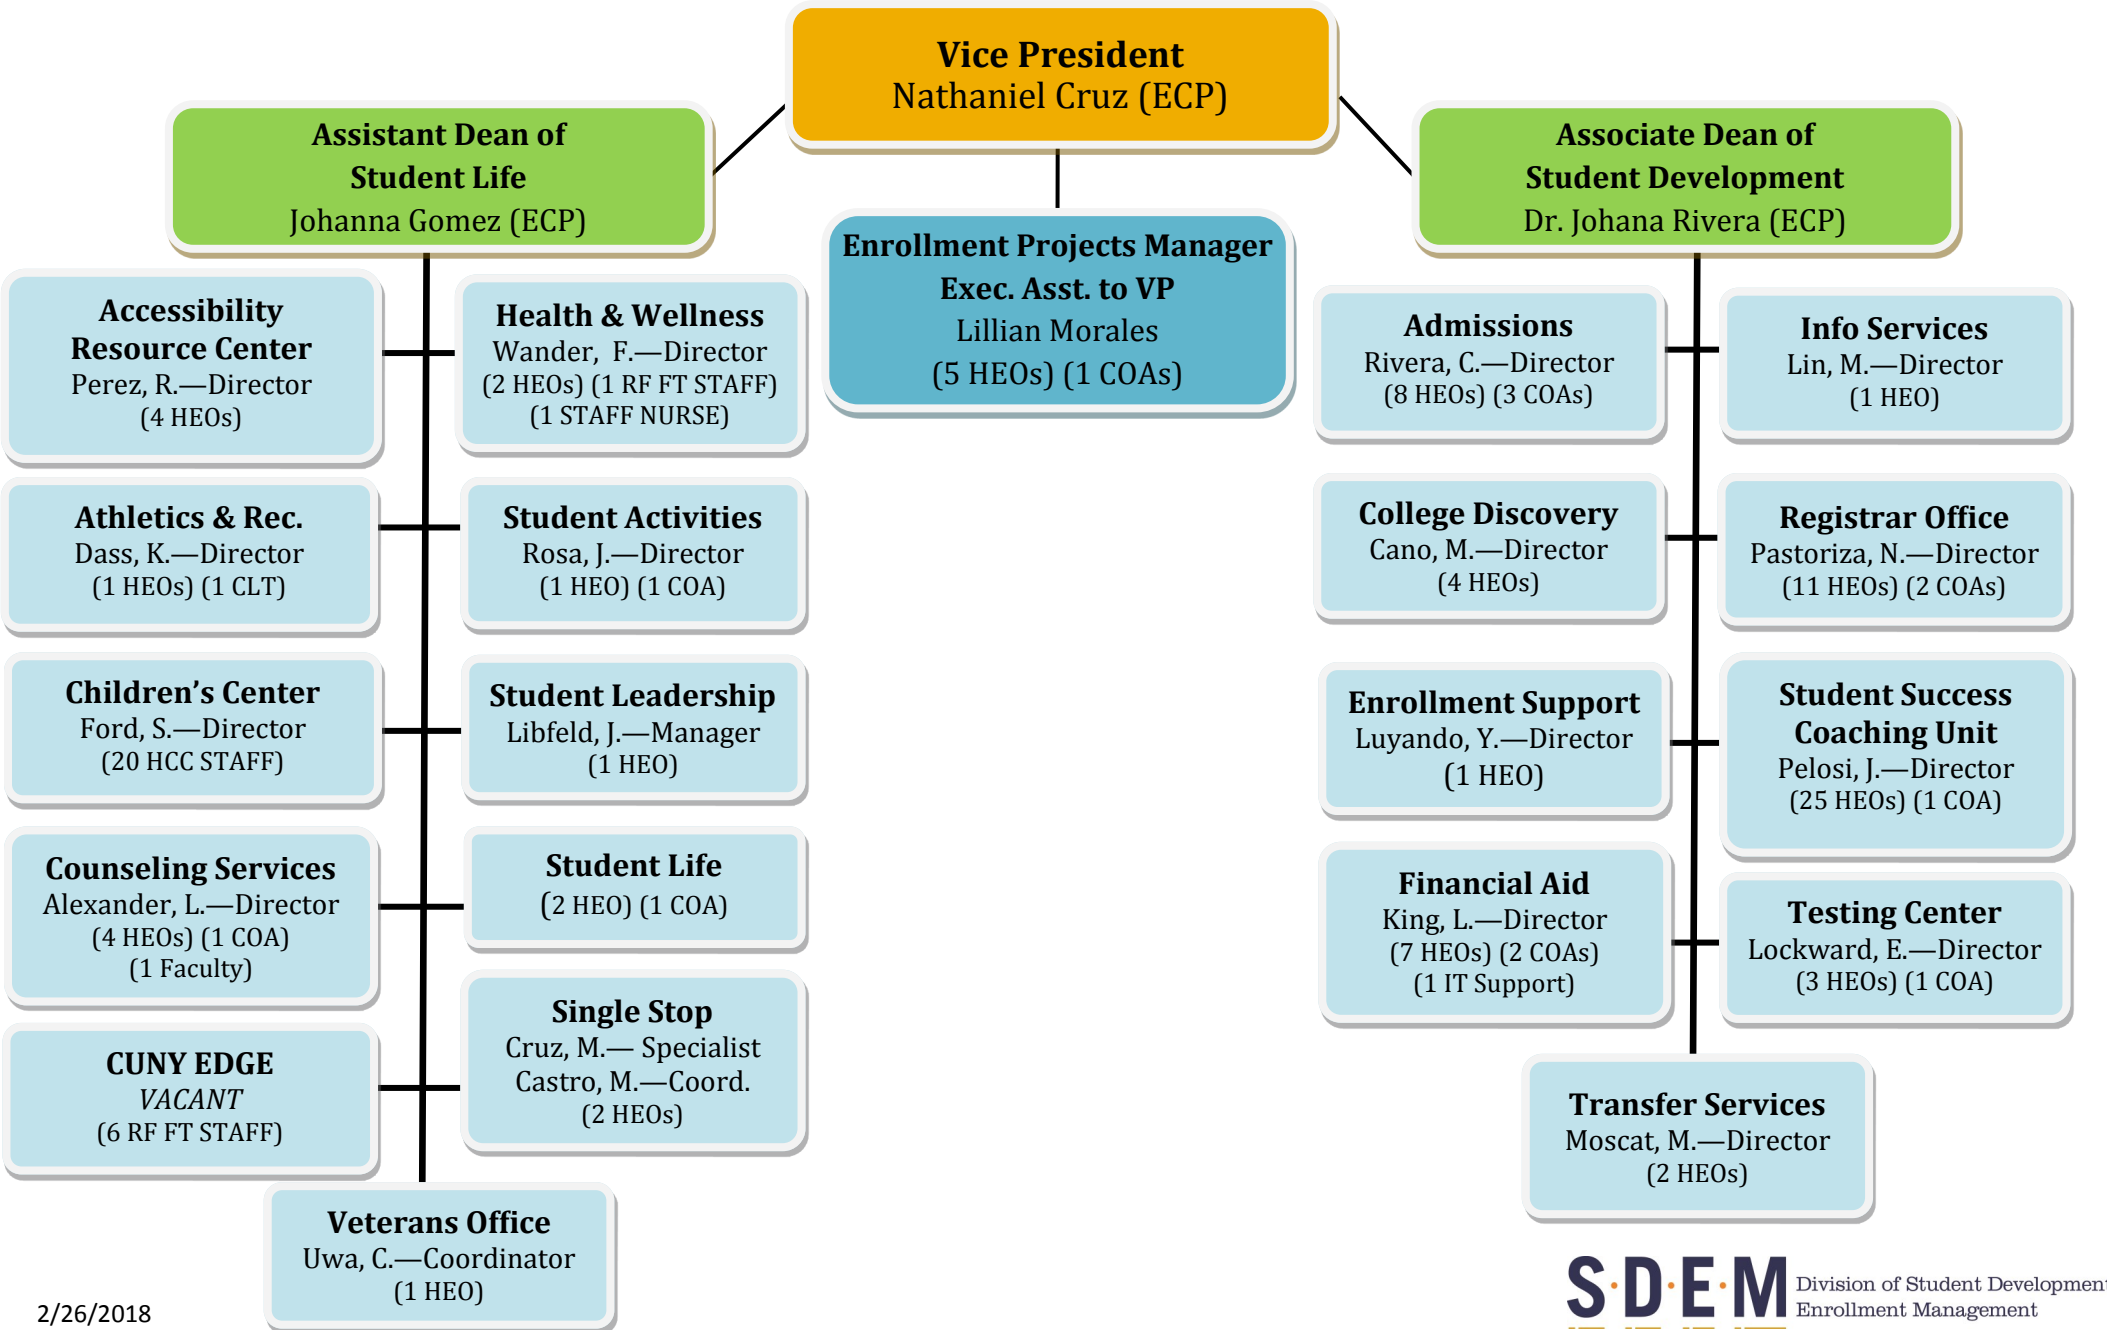 Vice President
Nathaniel Cruz (ECP)
Assistant Dean of
Student Life
Johanna Gomez (ECP)
Enrollment Projects Manager
Exec. Asst. to VP
Lillian Morales
(5 HEOs) (1 COAs)
Associate Dean of
Student Development
Dr. Johana Rivera (ECP)
Accessibility
Resource Center
Perez, R.—Director
(4 HEOs)
Health & Wellness
Wander,  F.—Director
(2 HEOs) (1 RF FT STAFF)
(1 STAFF NURSE)
Athletics & Rec.
Dass, K.—Director
(1 HEOs) (1 CLT)
Student Activities
Rosa, J.—Director
(1 HEO) (1 COA)
Children’s Center
Ford, S.—Director
(20 HCC STAFF)
Student Leadership
Libfeld, J.—Manager
(1 HEO)
Counseling Services
Alexander, L.—Director
(4 HEOs) (1 COA)
(1 Faculty)
Student Life
(2 HEO) (1 COA)
CUNY EDGE
VACANT
(6 RF FT STAFF)
Single Stop
Cruz, M.— Specialist
Castro, M.—Coord.
(2 HEOs)
Veterans Office
Uwa, C.—Coordinator
(1 HEO)
Admissions
Rivera, C.—Director
(8 HEOs) (3 COAs)
Info Services
Lin, M.—Director
(1 HEO)
College Discovery
Cano, M.—Director
(4 HEOs)
Registrar Office
Pastoriza, N.—Director
(11 HEOs) (2 COAs)
Enrollment Support
Luyando, Y.—Director
(1 HEO)
Student Success
Coaching Unit
Pelosi, J.—Director
(25 HEOs) (1 COA)
Financial Aid
King, L.—Director
(7 HEOs) (2 COAs)
(1 IT Support)
Testing Center
Lockward, E.—Director
(3 HEOs) (1 COA)
Transfer Services
Moscat, M.—Director
(2 HEOs)
2/26/2018
S·D·E·M
Division of Student Development
Enrollment Management